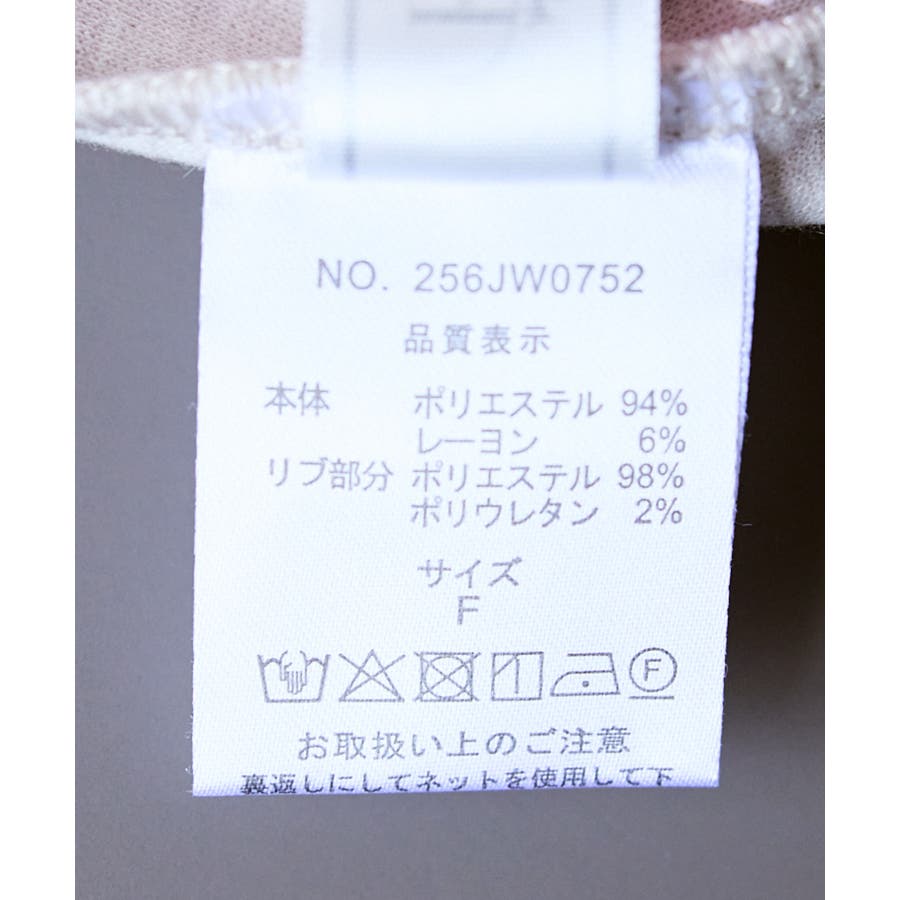 NO. 256JW0752
品質表示
本体 ポリエステル 94%
レーヨン 6%
リブ部分 ポリエステル 98%
ポリウレタン 2%
サイズ
F
F
お取扱い上のご注意
裏返しにしてネットを使用して下